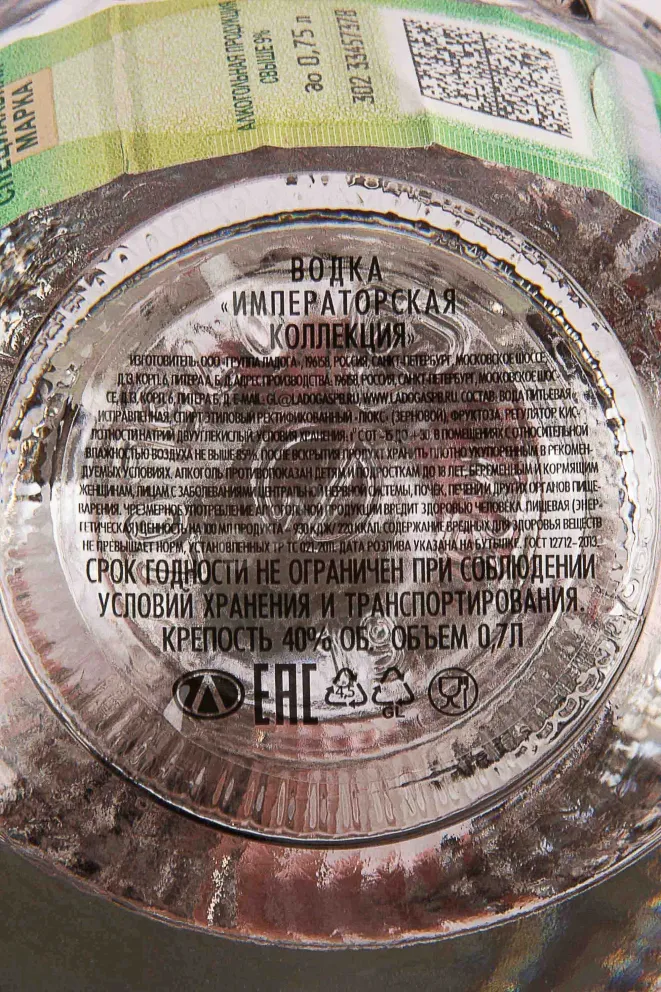 МАРКА
АЛКОГОЛЬНАЯ ПРОДУКЦИЯ
СВЫШЕ 9%
до 0,75 л
302 33457378
ВОДКА
«ИМПЕРАТОРСКАЯ
КОЛЛЕКЦИЯ»
ИЗГОТОВИТЕЛЬ: ООО «ГРУППА ЛАДОГА», 196158, РОССИЯ, САНКТ-ПЕТЕРБУРГ, МОСКОВСКОЕ ШОССЕ,
Д.13, КОРП. 6, ЛИТЕРА А, Б, Д. АДРЕС ПРОИЗВОДСТВА: 196158, РОССИЯ, САНКТ-ПЕТЕРБУРГ, МОСКОВСКОЕ ШОС-
СЕ, Д.13, КОРП. 6, ЛИТЕРА Б, Д. E-MAIL: GL@LADOGASPB.RU, WWW.LADOGASPB.RU. СОСТАВ: ВОДА ПИТЬЕВАЯ
ИСПРАВЛЕННАЯ, СПИРТ ЭТИЛОВЫЙ РЕКТИФИКОВАННЫЙ «ЛЮКС» (ЗЕРНОВОЙ), ФРУКТОЗА, РЕГУЛЯТОР КИС-
ЛОТНОСТИ НАТРИЙ ДВУУГЛЕКИСЛЫЙ. УСЛОВИЯ ХРАНЕНИЯ: t° ОТ -15 ДО +30, В ПОМЕЩЕНИЯХ С ОТНОСИТЕЛЬНОЙ
ВЛАЖНОСТЬЮ ВОЗДУХА НЕ ВЫШЕ 85%. ПОСЛЕ ВСКРЫТИЯ ПРОДУКТ ХРАНИТЬ ПЛОТНО УКУПОРЕННЫМ В РЕКОМЕН-
ДУЕМЫХ УСЛОВИЯХ. АЛКОГОЛЬ ПРОТИВОПОКАЗАН ДЕТЯМ И ПОДРОСТКАМ ДО 18 ЛЕТ, БЕРЕМЕННЫМ И КОРМЯЩИМ
ЖЕНЩИНАМ, ЛИЦАМ С ЗАБОЛЕВАНИЯМИ ЦЕНТРАЛЬНОЙ НЕРВНОЙ СИСТЕМЫ, ПОЧЕК, ПЕЧЕНИ И ДРУГИХ ОРГАНОВ ПИЩЕ-
ВАРЕНИЯ. ЧРЕЗМЕРНОЕ УПОТРЕБЛЕНИЕ АЛКОГОЛЬНОЙ ПРОДУКЦИИ ВРЕДИТ ЗДОРОВЬЮ ЧЕЛОВЕКА. ПИЩЕВАЯ (ЭНЕР-
ГЕТИЧЕСКАЯ) ЦЕННОСТЬ НА 100 МЛ ПРОДУКТА - 930 КДЖ/ 220 ККАЛ. СОДЕРЖАНИЕ ВРЕДНЫХ ДЛЯ ЗДОРОВЬЯ ВЕЩЕСТВ
НЕ ПРЕВЫШАЕТ НОРМ, УСТАНОВЛЕННЫХ ТР ТС 021-2011. ДАТА РОЗЛИВА УКАЗАНА НА БУТЫЛКЕ. ГОСТ 12712-2013.
СРОК ГОДНОСТИ НЕ ОГРАНИЧЕН ПРИ СОБЛЮДЕНИИ
УСЛОВИЙ ХРАНЕНИЯ И ТРАНСПОРТИРОВАНИЯ.
КРЕПОСТЬ 40% ОБ. ОБЪЕМ 0,7Л
ЕАС 4,5 GL